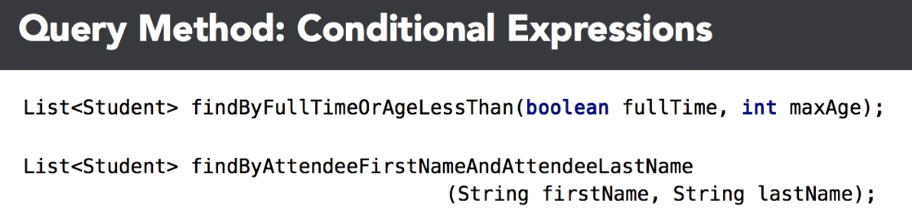 Query Method: Conditional Expressions
List<Student> findByFullTimeOrAgeLessThan(boolean fullTime, int maxAge);
List<Student> findByAttendeeFirstNameAndAttendeeLastName
(String firstName, String lastName);